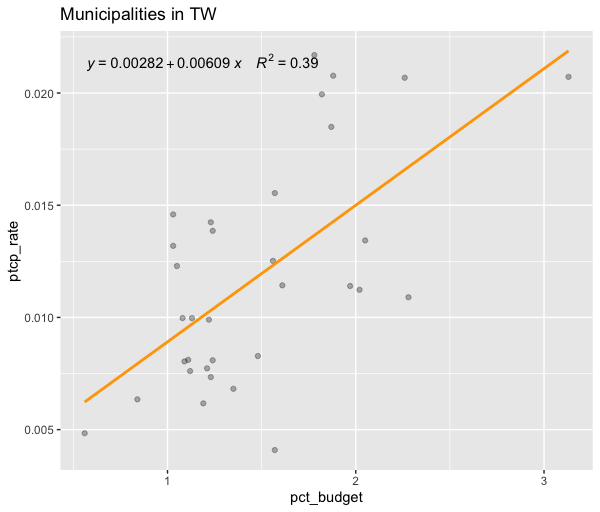 Municipalities in TW
y = 0.00282 + 0.00609 x R² = 0.39
0.020
0.015
0.010
0.005
ptcp_rate
1 2 3
pct_budget